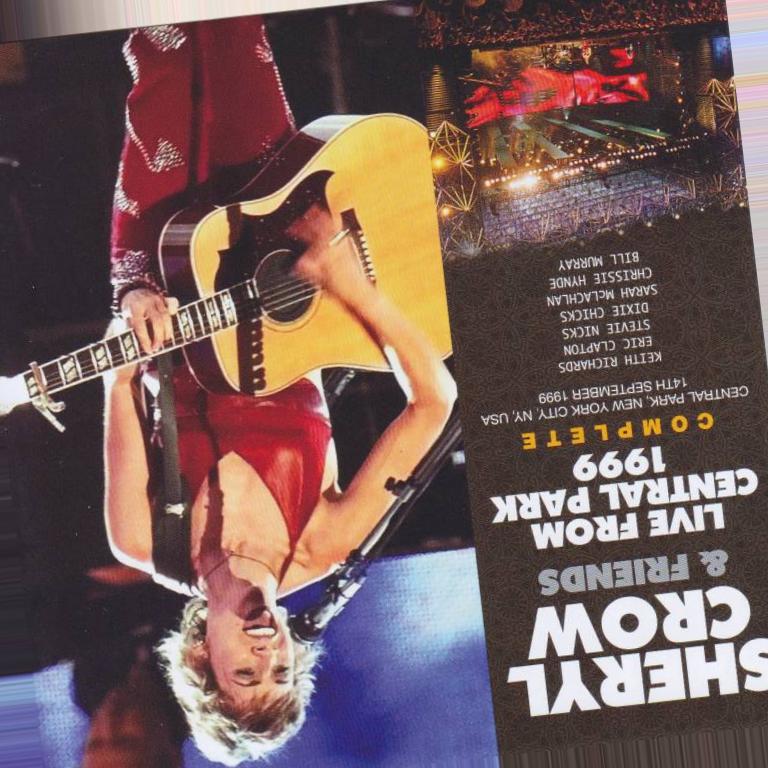 SHERYL
CROW
& FRIENDS
LIVE FROM
CENTRAL PARK
1999
COMPLETE
CENTRAL PARK, NEW YORK CITY, NY, USA
14TH SEPTEMBER 1999
KEITH RICHARDS
ERIC CLAPTON
STEVIE NICKS
DIXIE CHICKS
SARAH McLACHLAN
CHRISSIE HYNDE
BILL MURRAY